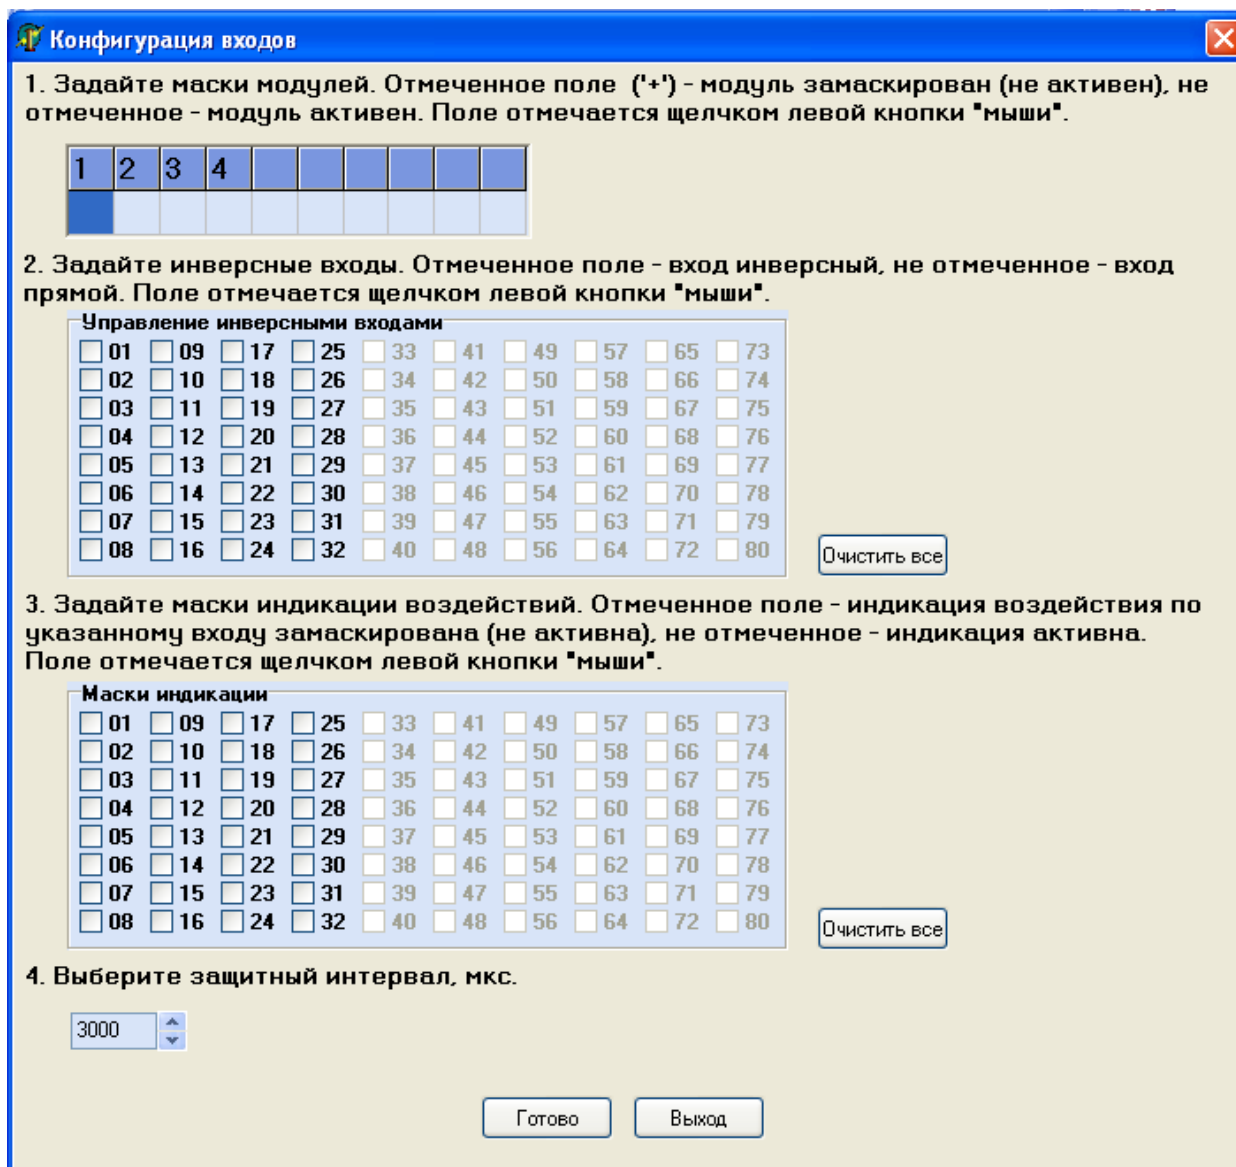 Конфигурация входов
1. Задайте маски модулей. Отмеченное поле ('+') - модуль замаскирован (не активен), не
отмеченное - модуль активен. Поле отмечается щелчком левой кнопки "мыши".
1 2 3 4
2. Задайте инверсные входы. Отмеченное поле - вход инверсный, не отмеченное - вход
прямой. Поле отмечается щелчком левой кнопки "мыши".
Управление инверсными входами
01 09 17 25 33 41 49 57 65 73
02 10 18 26 34 42 50 58 66 74
03 11 19 27 35 43 51 59 67 75
04 12 20 28 36 44 52 60 68 76
05 13 21 29 37 45 53 61 69 77
06 14 22 30 38 46 54 62 70 78
07 15 23 31 39 47 55 63 71 79
08 16 24 32 40 48 56 64 72 80
Очистить все
3. Задайте маски индикации воздействий. Отмеченное поле - индикация воздействия по
указанному входу замаскирована (не активна), не отмеченное - индикация активна.
Поле отмечается щелчком левой кнопки "мыши".
Маски индикации
01 09 17 25 33 41 49 57 65 73
02 10 18 26 34 42 50 58 66 74
03 11 19 27 35 43 51 59 67 75
04 12 20 28 36 44 52 60 68 76
05 13 21 29 37 45 53 61 69 77
06 14 22 30 38 46 54 62 70 78
07 15 23 31 39 47 55 63 71 79
08 16 24 32 40 48 56 64 72 80
Очистить все
4. Выберите защитный интервал, мкс.
3000
Готово Выход